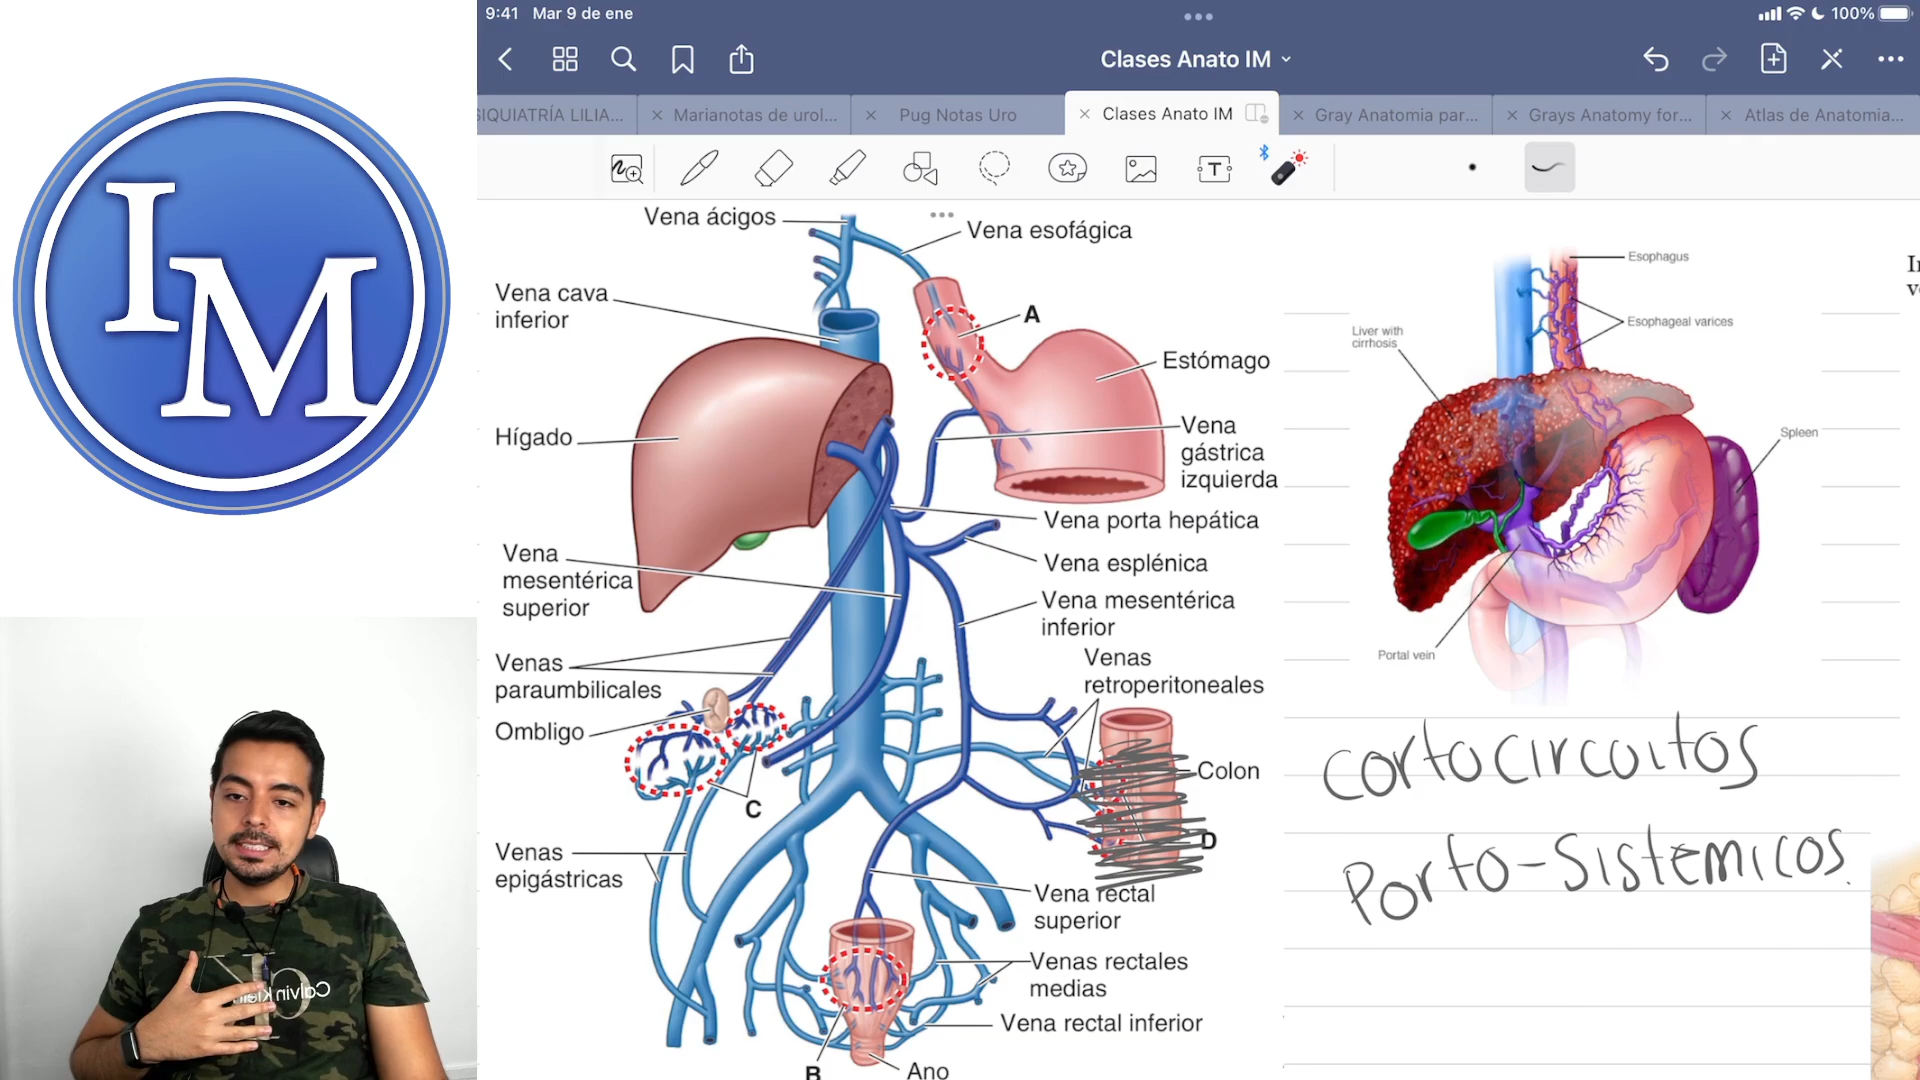 IM
9:41 Mar 9 de ene
100%
Clases Anato IM
SIQUIATRÍA LILIA...
Marianotas de urol...
Pug Notas Uro
Clases Anato IM
Gray Anatomia par...
Grays Anatomy for...
Atlas de Anatomia...
T
Vena ácigos
Vena esofágica
Vena cava
inferior
A
Estómago
Hígado
Vena
gástrica
izquierda
Vena porta hepática
Vena
mesentérica
superior
Vena esplénica
Vena mesentérica
inferior
Venas
paraumbilicales
Venas
retroperitoneales
Ombligo
Colon
C
D
Venas
epigástricas
Vena rectal
superior
Venas rectales
medias
Vena rectal inferior
B
Ano
Esophagus
Esophageal varices
Liver with
cirrhosis
Spleen
Portal vein
cortocircuitos
Porto-Sistemicos.
Calvin Klein